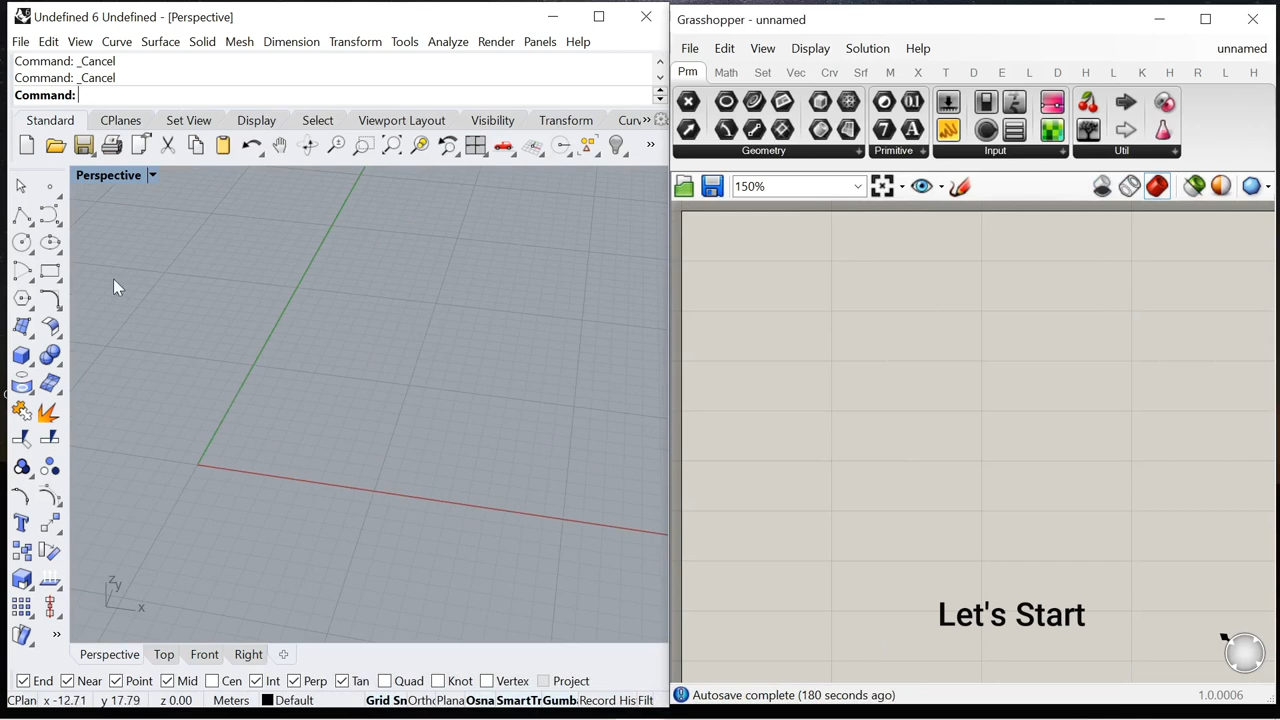 Undefined 6 Undefined - [Perspective]
File Edit View Curve Surface Solid Mesh Dimension Transform Tools Analyze Render Panels Help
Command: _Cancel
Command: _Cancel
Command:
Standard CPlanes Set View Display Select Viewport Layout Visibility Transform Curv
Perspective
z
y
x
Perspective Top Front Right
End Near Point Mid Cen Int Perp Tan Quad Knot Vertex Project
CPlan x -12.71 y 17.79 z 0.00 Meters Default Grid Sn Ortho Plana Osna SmartTr Gumb Record His Filt
Grasshopper - unnamed
File Edit View Display Solution Help unnamed
Prm Math Set Vec Crv Srf M X T D E L D H L K H R L H
Geometry Primitive Input Util
150%
Let's Start
Autosave complete (180 seconds ago) 1.0.0006